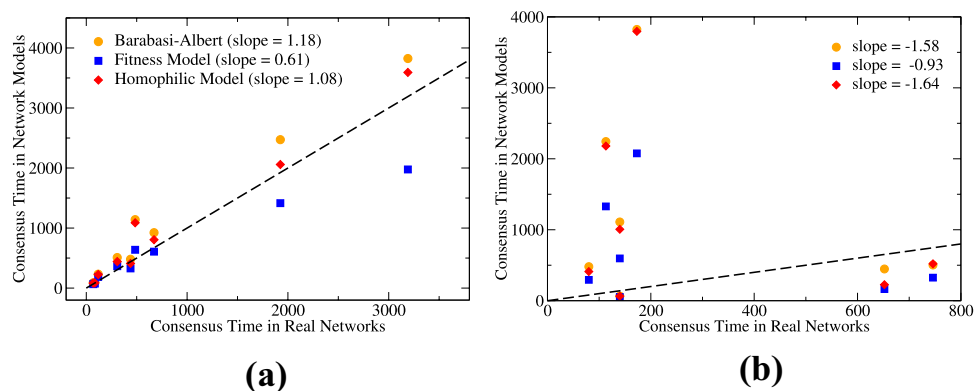 Consensus Time in Network Models
4000
3000
2000
1000
0
Barabasi-Albert (slope = 1.18)
Fitness Model (slope = 0.61)
Homophilic Model (slope = 1.08)
0 1000 2000 3000
Consensus Time in Real Networks
(a)
Consensus Time in Network Models
4000
3000
2000
1000
0
slope = -1.58
slope = -0.93
slope = -1.64
0 200 400 600 800
Consensus Time in Real Networks
(b)